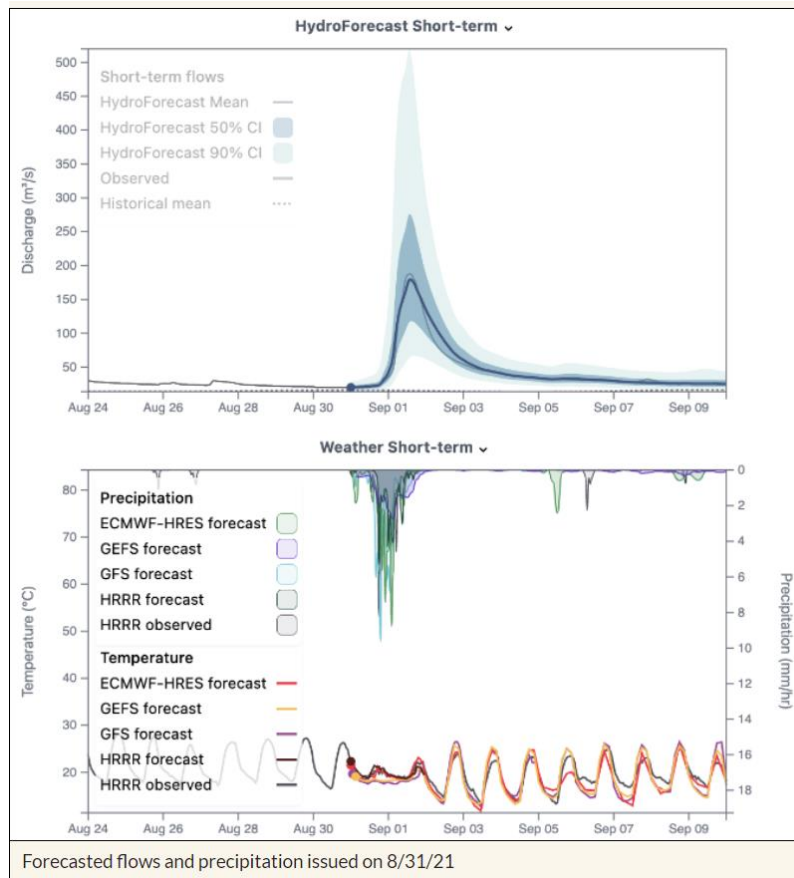 HydroForecast Short-term
500
450
400
350
300
250
200
150
100
50
Discharge (m³/s)
Short-term flows
HydroForecast Mean
HydroForecast 50% CI
HydroForecast 90% CI
Observed
Historical mean
Aug 24 Aug 26 Aug 28 Aug 30 Sep 01 Sep 03 Sep 05 Sep 07 Sep 09
Weather Short-term
80
70
60
50
40
30
20
Temperature (°C)
Precipitation
ECMWF-HRES forecast
GEFS forecast
GFS forecast
HRRR forecast
HRRR observed
Temperature
ECMWF-HRES forecast
GEFS forecast
GFS forecast
HRRR forecast
HRRR observed
0
2
4
6
8
10
12
14
16
18
Precipitation (mm/hr)
Aug 24 Aug 26 Aug 28 Aug 30 Sep 01 Sep 03 Sep 05 Sep 07 Sep 09
Forecasted flows and precipitation issued on 8/31/21